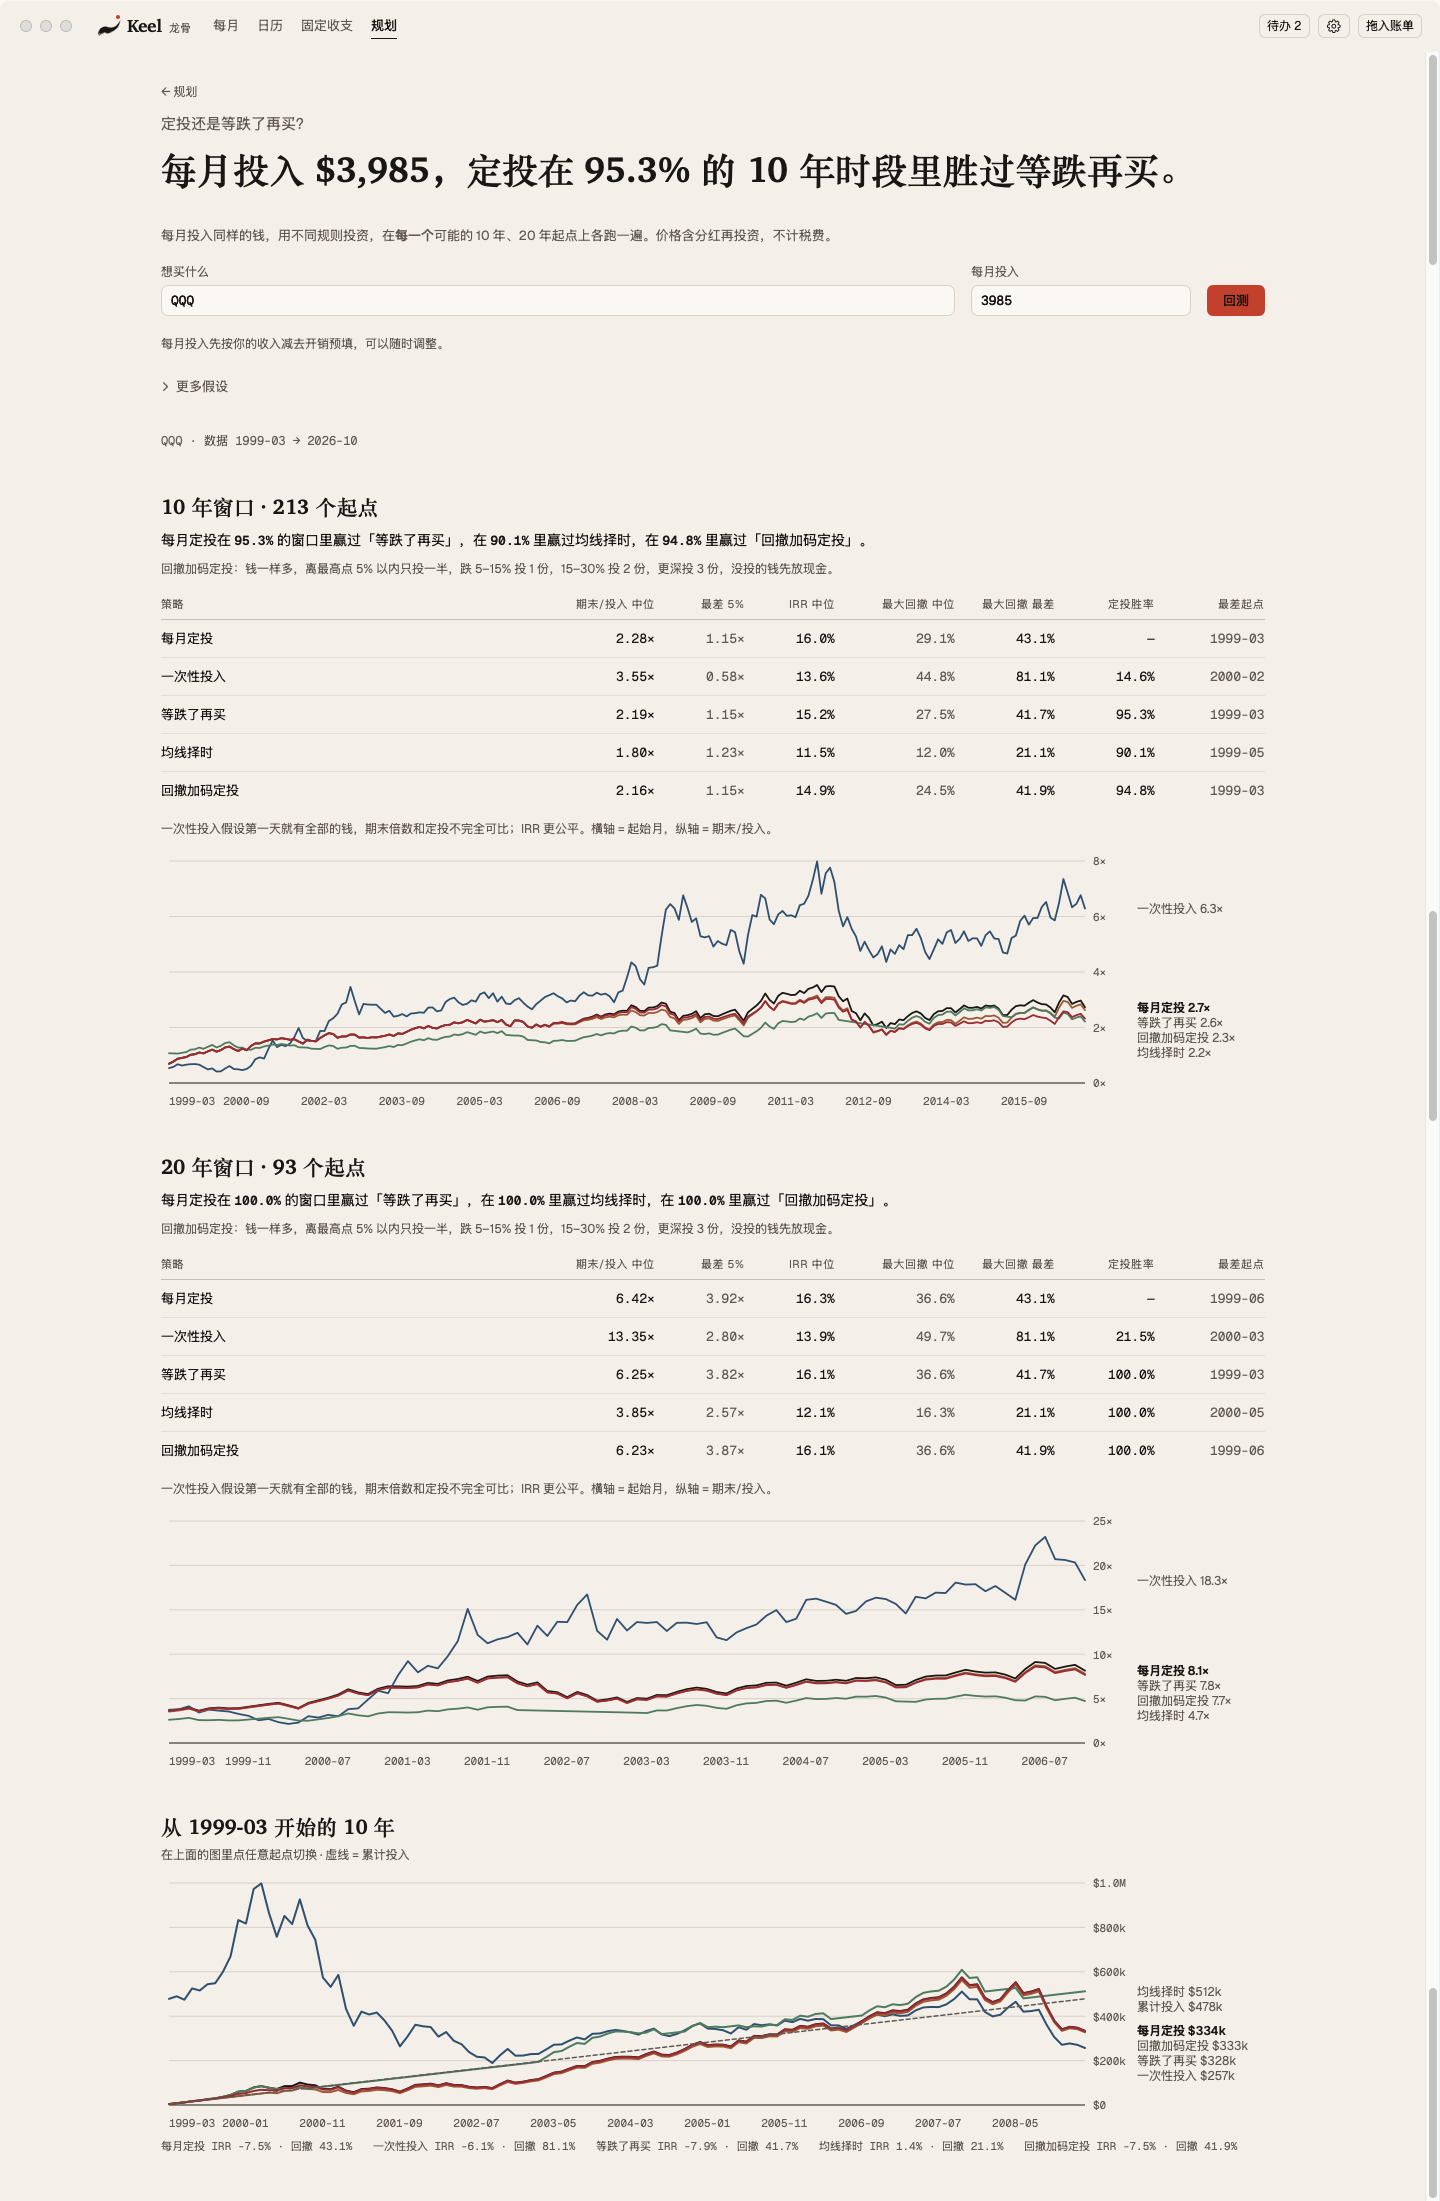 Keel 龙骨 每月 日历 固定收支 规划 待办 2 拖入账单
← 规划
定投还是等跌了再买?
每月投入 $3,985，定投在 95.3% 的 10 年时段里胜过等跌再买。
每月投入同样的钱，用不同规则投资，在每一个可能的 10 年、20 年起点上各跑一遍。价格含分红再投资，不计税费。
想买什么 每月投入
QQQ 3985 回测
每月投入先按你的收入减去开销预填，可以随时调整。
> 更多假设
QQQ · 数据 1999-03 → 2026-10
10 年窗口 · 213 个起点
每月定投在 95.3% 的窗口里赢过「等跌了再买」，在 90.1% 里赢过均线择时，在 94.8% 里赢过「回撤加码定投」。
回撤加码定投：钱一样多，离最高点 5% 以内只投一半，跌 5–15% 投 1 份，15–30% 投 2 份，更深投 3 份，没投的钱先放现金。
策略 期末/投入 中位 最差 5% IRR 中位 最大回撤 中位 最大回撤 最差 定投胜率 最差起点
每月定投 2.28× 1.15× 16.0% 29.1% 43.1% — 1999-03
一次性投入 3.55× 0.58× 13.6% 44.8% 81.1% 14.6% 2000-02
等跌了再买 2.19× 1.15× 15.2% 27.5% 41.7% 95.3% 1999-03
均线择时 1.80× 1.23× 11.5% 12.0% 21.1% 90.1% 1999-05
回撤加码定投 2.16× 1.15× 14.9% 24.5% 41.9% 94.8% 1999-03
一次性投入假设第一天就有全部的钱，期末倍数和定投不完全可比；IRR 更公平。横轴 = 起始月，纵轴 = 期末/投入。
8×
一次性投入 6.3×
6×
4×
每月定投 2.7×
等跌了再买 2.6×
2×
回撤加码定投 2.3×
均线择时 2.2×
0×
1999-03 2000-09 2002-03 2003-09 2005-03 2006-09 2008-03 2009-09 2011-03 2012-09 2014-03 2015-09
20 年窗口 · 93 个起点
每月定投在 100.0% 的窗口里赢过「等跌了再买」，在 100.0% 里赢过均线择时，在 100.0% 里赢过「回撤加码定投」。
回撤加码定投：钱一样多，离最高点 5% 以内只投一半，跌 5–15% 投 1 份，15–30% 投 2 份，更深投 3 份，没投的钱先放现金。
策略 期末/投入 中位 最差 5% IRR 中位 最大回撤 中位 最大回撤 最差 定投胜率 最差起点
每月定投 6.42× 3.92× 16.3% 36.6% 43.1% — 1999-06
一次性投入 13.35× 2.80× 13.9% 49.7% 81.1% 21.5% 2000-03
等跌了再买 6.25× 3.82× 16.1% 36.6% 41.7% 100.0% 1999-03
均线择时 3.85× 2.57× 12.1% 16.3% 21.1% 100.0% 2000-05
回撤加码定投 6.23× 3.87× 16.1% 36.6% 41.9% 100.0% 1999-06
一次性投入假设第一天就有全部的钱，期末倍数和定投不完全可比；IRR 更公平。横轴 = 起始月，纵轴 = 期末/投入。
25×
20×
一次性投入 18.3×
15×
10×
每月定投 8.1×
等跌了再买 7.8×
5×
回撤加码定投 7.7×
均线择时 4.7×
0×
1999-03 1999-11 2000-07 2001-03 2001-11 2002-07 2003-03 2003-11 2004-07 2005-03 2005-11 2006-07
从 1999-03 开始的 10 年
在上面的图里点任意起点切换 · 虚线 = 累计投入
$1.0M
$800k
$600k
均线择时 $512k
累计投入 $478k
$400k
每月定投 $334k
回撤加码定投 $333k
$200k
等跌了再买 $328k
一次性投入 $257k
$0
1999-03 2000-01 2000-11 2001-09 2002-07 2003-05 2004-03 2005-01 2005-11 2006-09 2007-07 2008-05
每月定投 IRR -7.5% · 回撤 43.1% 一次性投入 IRR -6.1% · 回撤 81.1% 等跌了再买 IRR -7.9% · 回撤 41.7% 均线择时 IRR 1.4% · 回撤 21.1% 回撤加码定投 IRR -7.5% · 回撤 41.9%